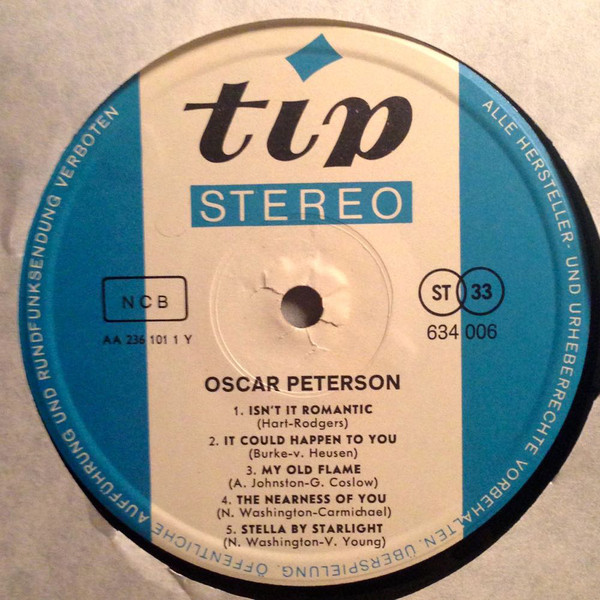 tip
STEREO
NCB
AA 236 101 1 Y
ST 33
634 006
OSCAR PETERSON
1. ISN'T IT ROMANTIC
(Hart-Rodgers)
2. IT COULD HAPPEN TO YOU
(Burke-v. Heusen)
3. MY OLD FLAME
(A. Johnston-G. Coslow)
4. THE NEARNESS OF YOU
(N. Washington-Carmichael)
5. STELLA BY STARLIGHT
(N. Washington-V. Young)
ALLE HERSTELLER- UND URHEBERRECHTE VORBEHALTEN. ÜBERSPIELUNG, ÖFFENTLICHE AUFFÜHRUNG UND RUNDFUNKSENDUNG VERBOTEN